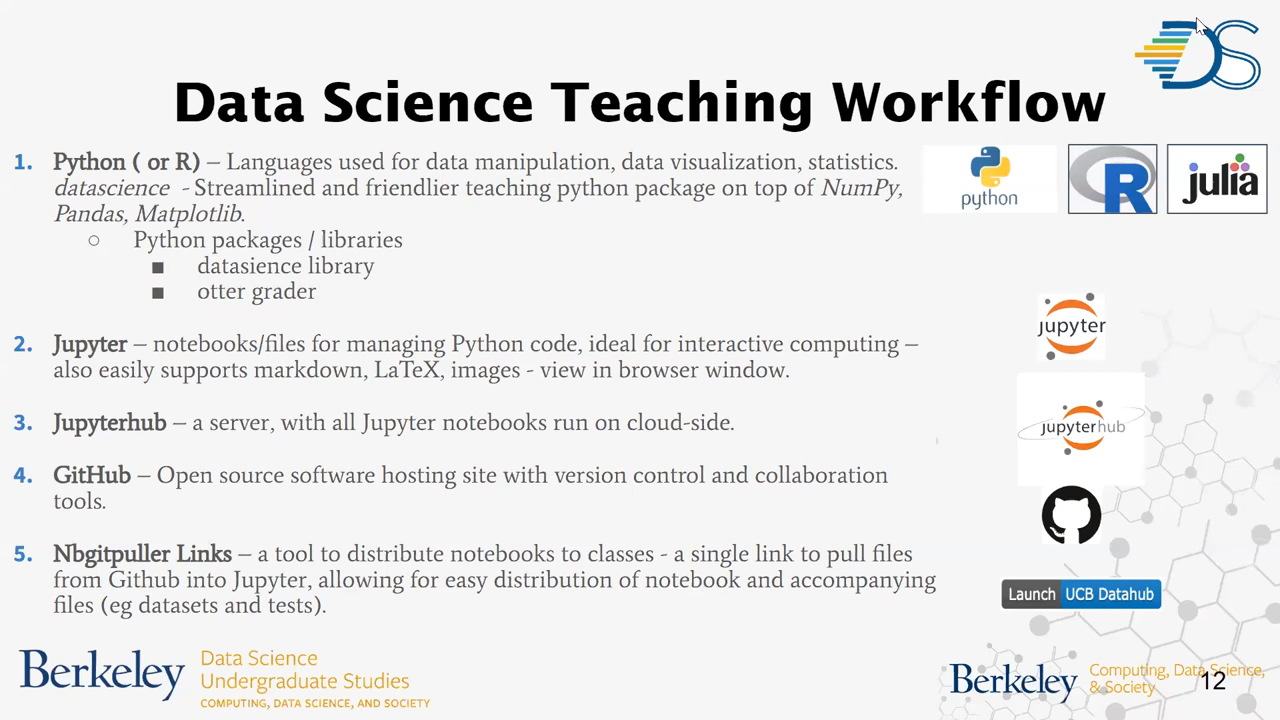 DS
Data Science Teaching Workflow
1. Python ( or R) – Languages used for data manipulation, data visualization, statistics.
datascience - Streamlined and friendlier teaching python package on top of NumPy,
Pandas, Matplotlib.
○ Python packages / libraries
■ datasience library
■ otter grader
python
R
julia
2. Jupyter – notebooks/files for managing Python code, ideal for interactive computing –
also easily supports markdown, LaTeX, images - view in browser window.
jupyter
3. Jupyterhub – a server, with all Jupyter notebooks run on cloud-side.
jupyterhub
4. GitHub – Open source software hosting site with version control and collaboration
tools.
5. Nbgitpuller Links – a tool to distribute notebooks to classes - a single link to pull files
from Github into Jupyter, allowing for easy distribution of notebook and accompanying
files (eg datasets and tests).
Launch UCB Datahub
Berkeley
Data Science
Undergraduate Studies
COMPUTING, DATA SCIENCE, AND SOCIETY
Berkeley
Computing, Data Science,
& Society
12